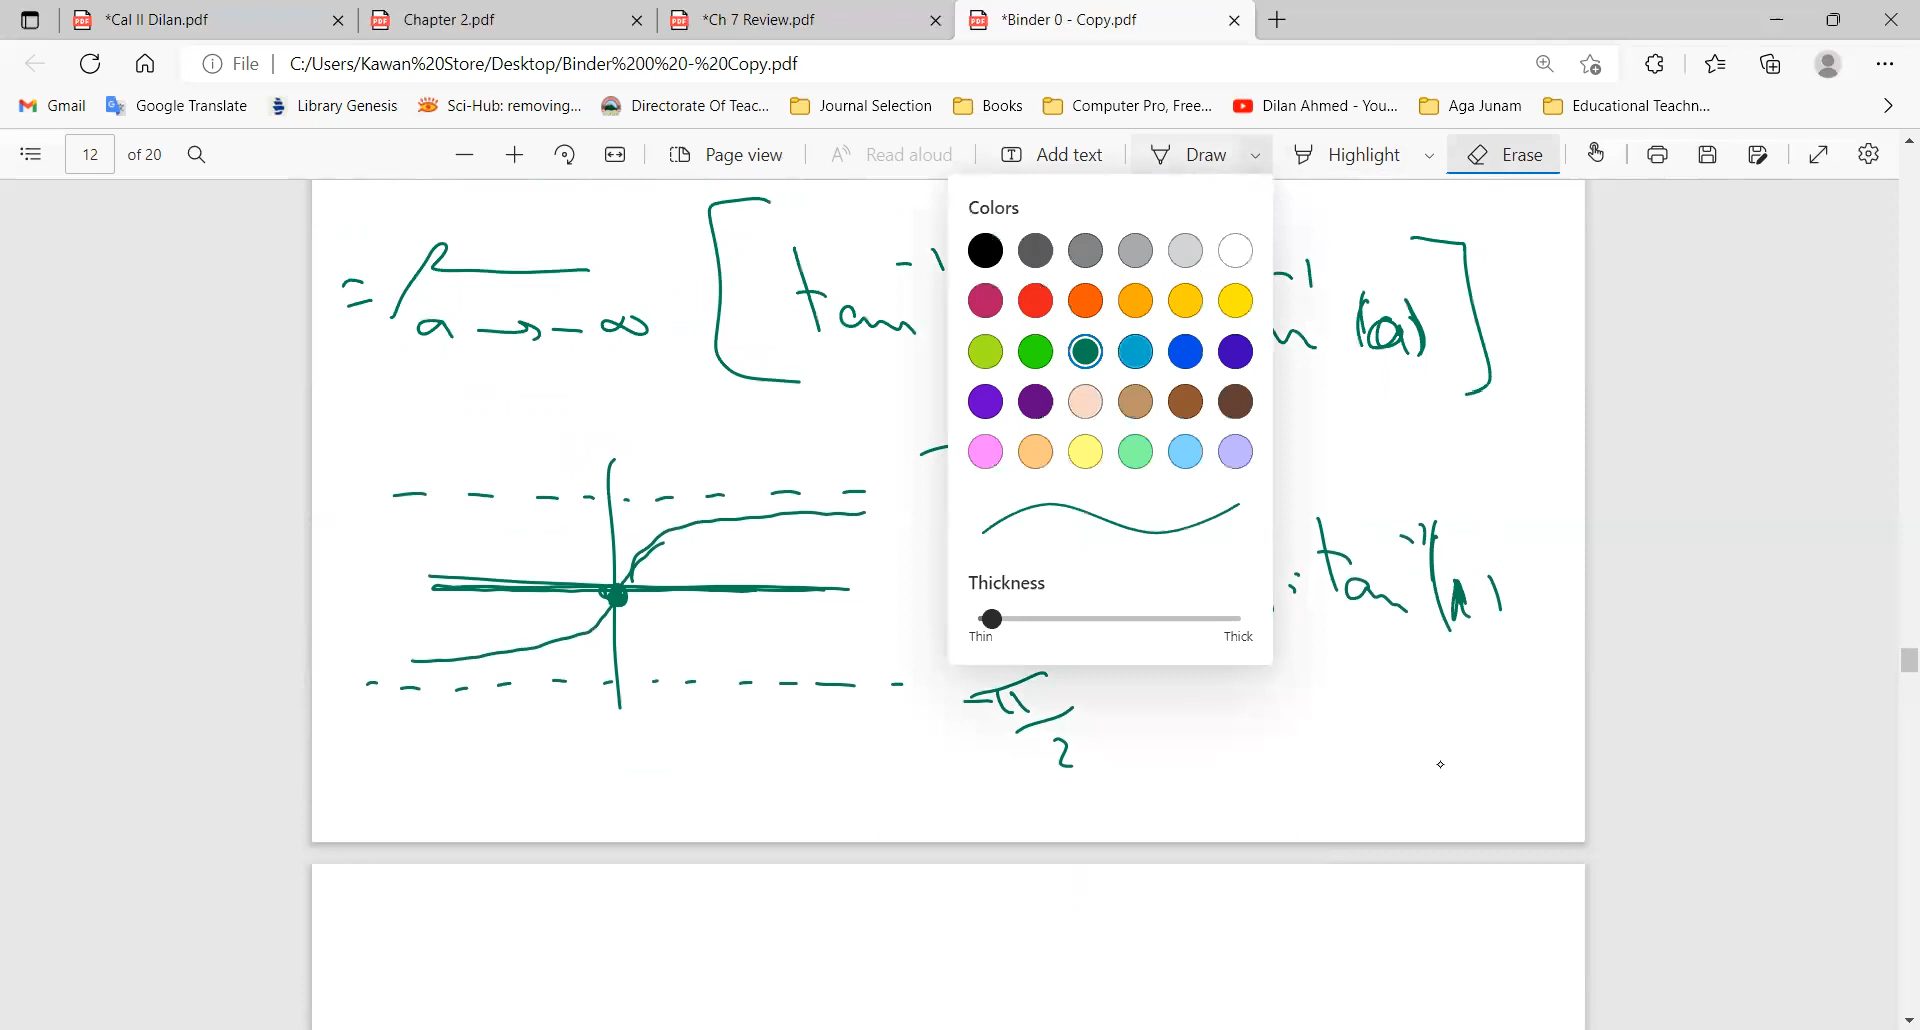 *Cal II Dilan.pdf
Chapter 2.pdf
*Ch 7 Review.pdf
*Binder 0 - Copy.pdf
File
C:/Users/Kawan%20Store/Desktop/Binder%200%20-%20Copy.pdf
Gmail
Google Translate
Library Genesis
Sci-Hub: removing...
Directorate Of Teac...
Journal Selection
Books
Computer Pro, Free...
Dilan Ahmed - You...
Aga Junam
Educational Teachn...
12 of 20
Page view
Read aloud
Add text
Draw
Highlight
Erase
Colors
= a → - ∞ [ tan -1 -1 (a) ]
= tan -1
Thickness
Thin
Thick
-π/2